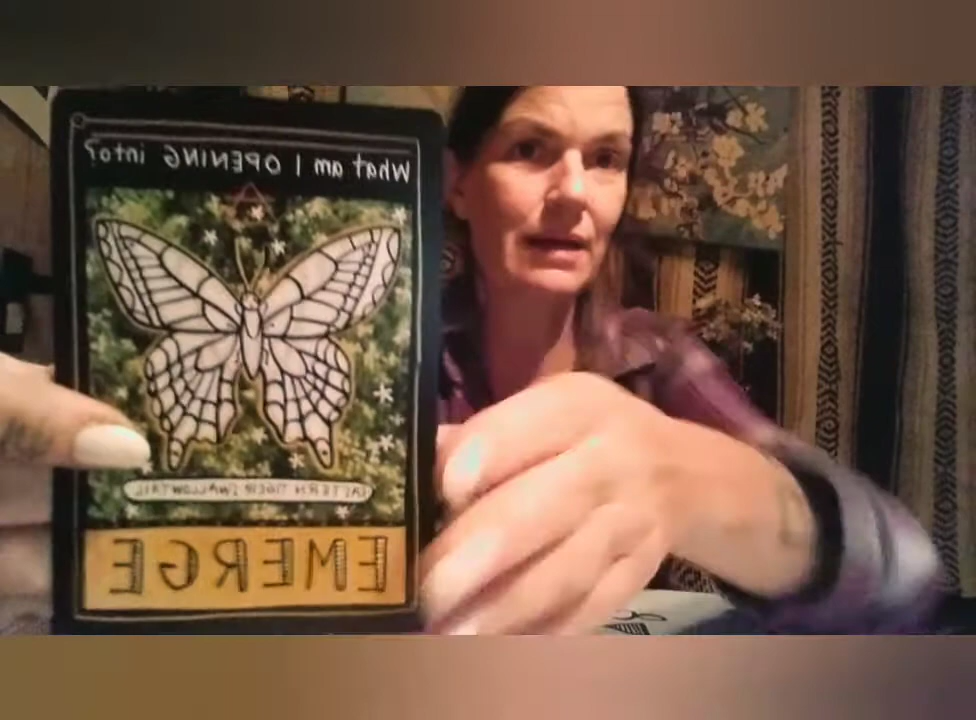 What am I OPENING into?
EASTERN TIGER SWALLOWTAIL
EMERGE